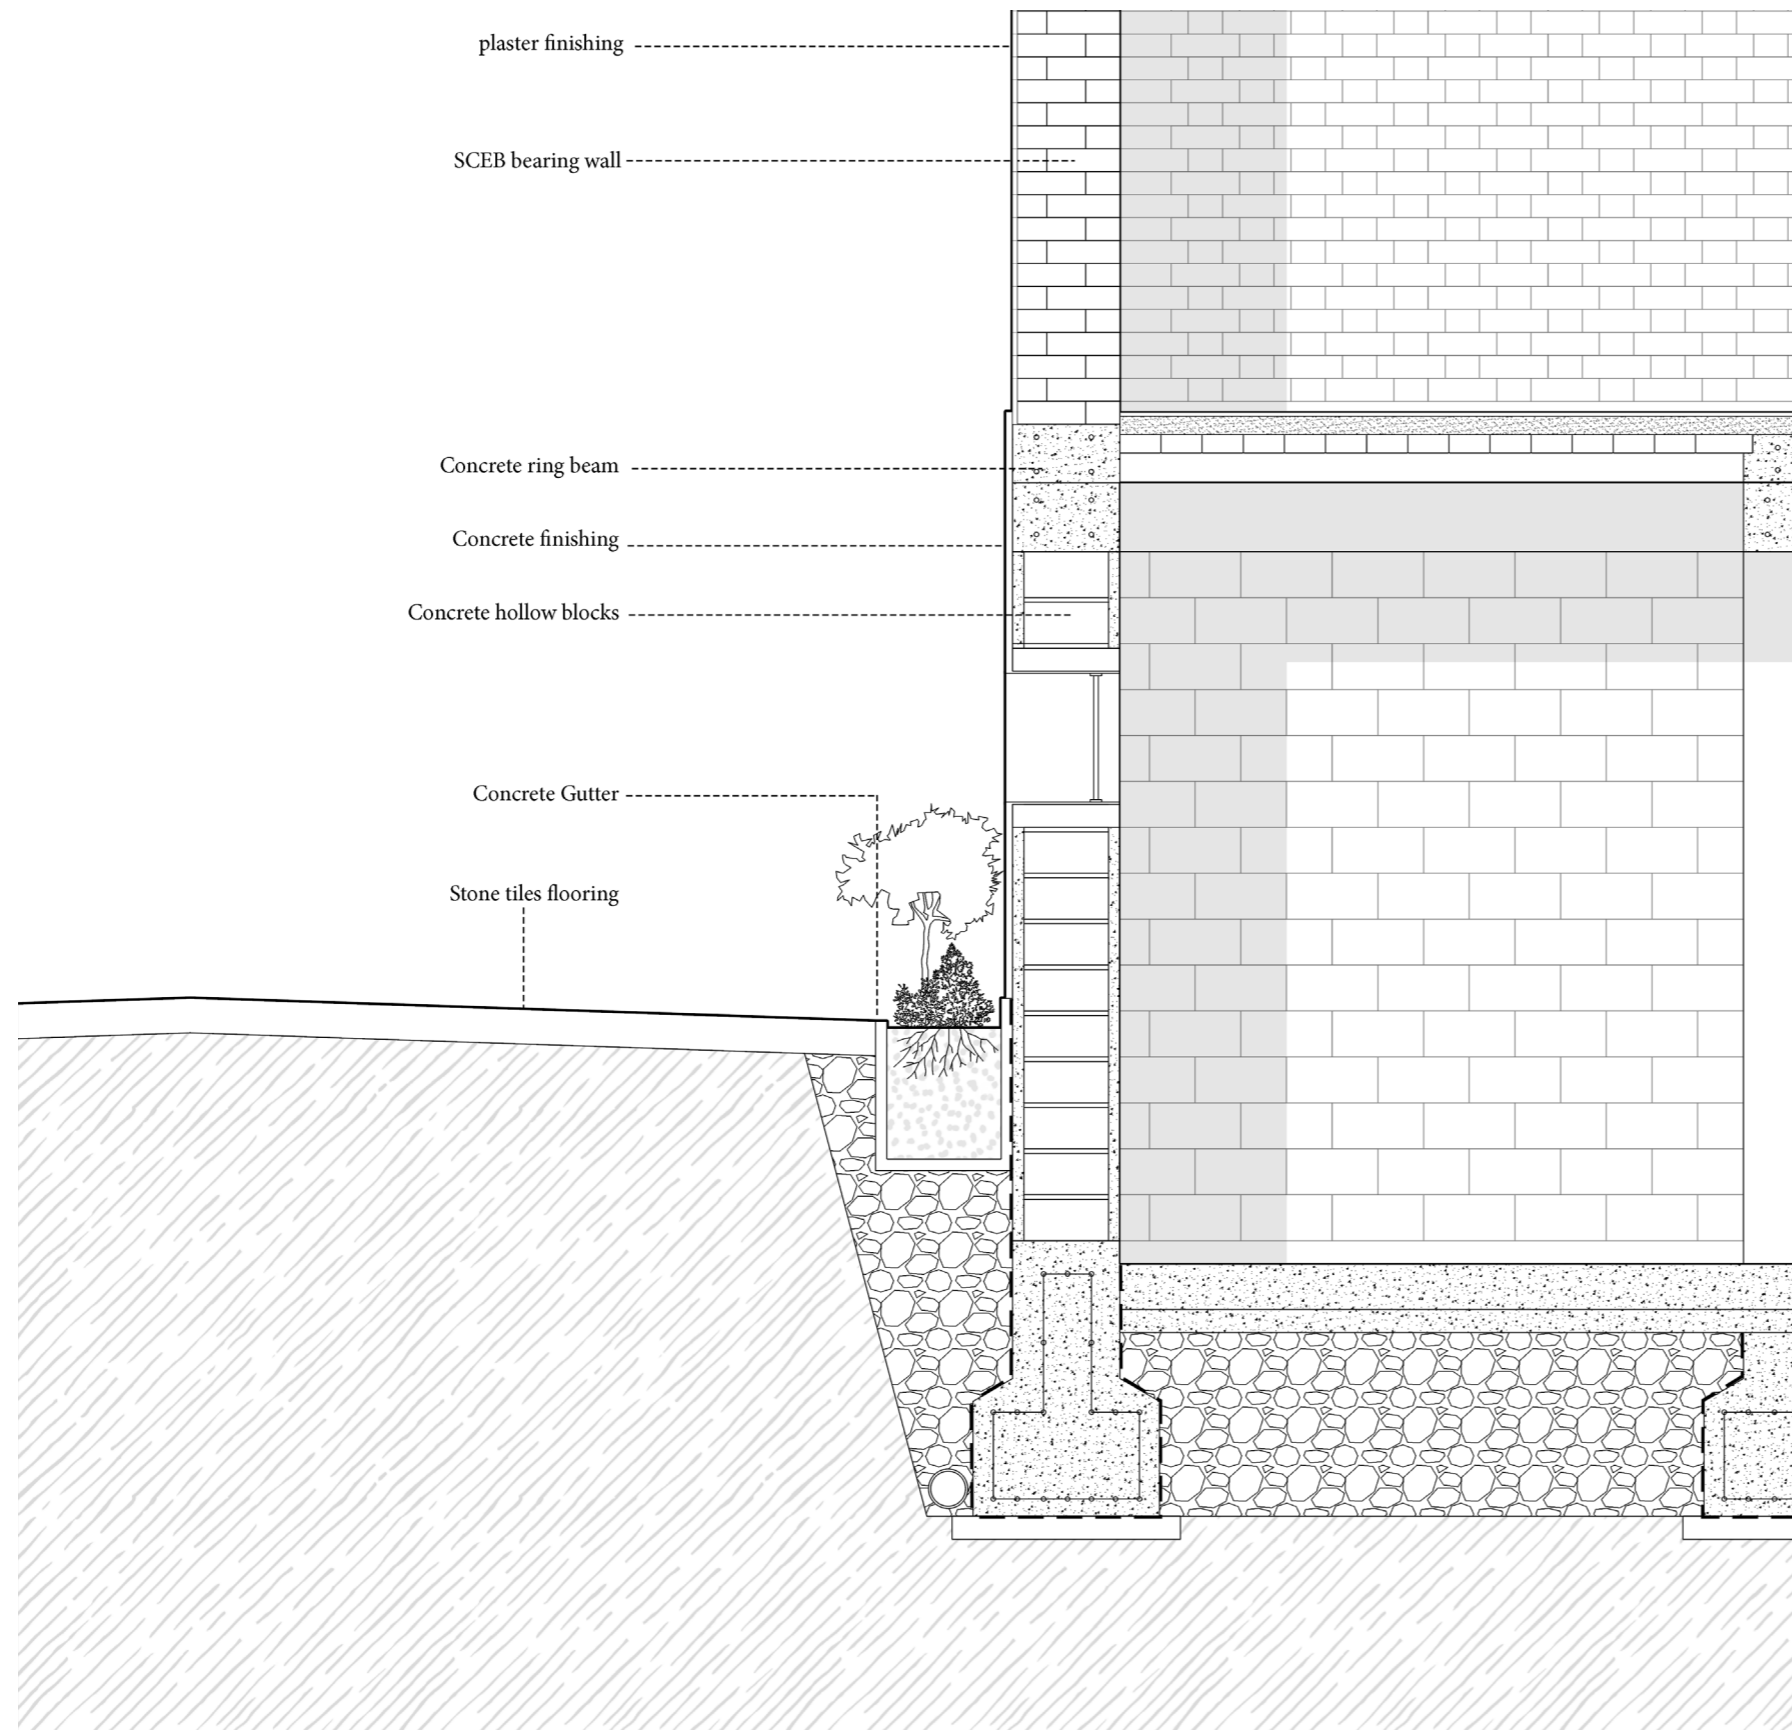 plaster finishing
SCEB bearing wall
Concrete ring beam
Concrete finishing
Concrete hollow blocks
Concrete Gutter
Stone tiles flooring